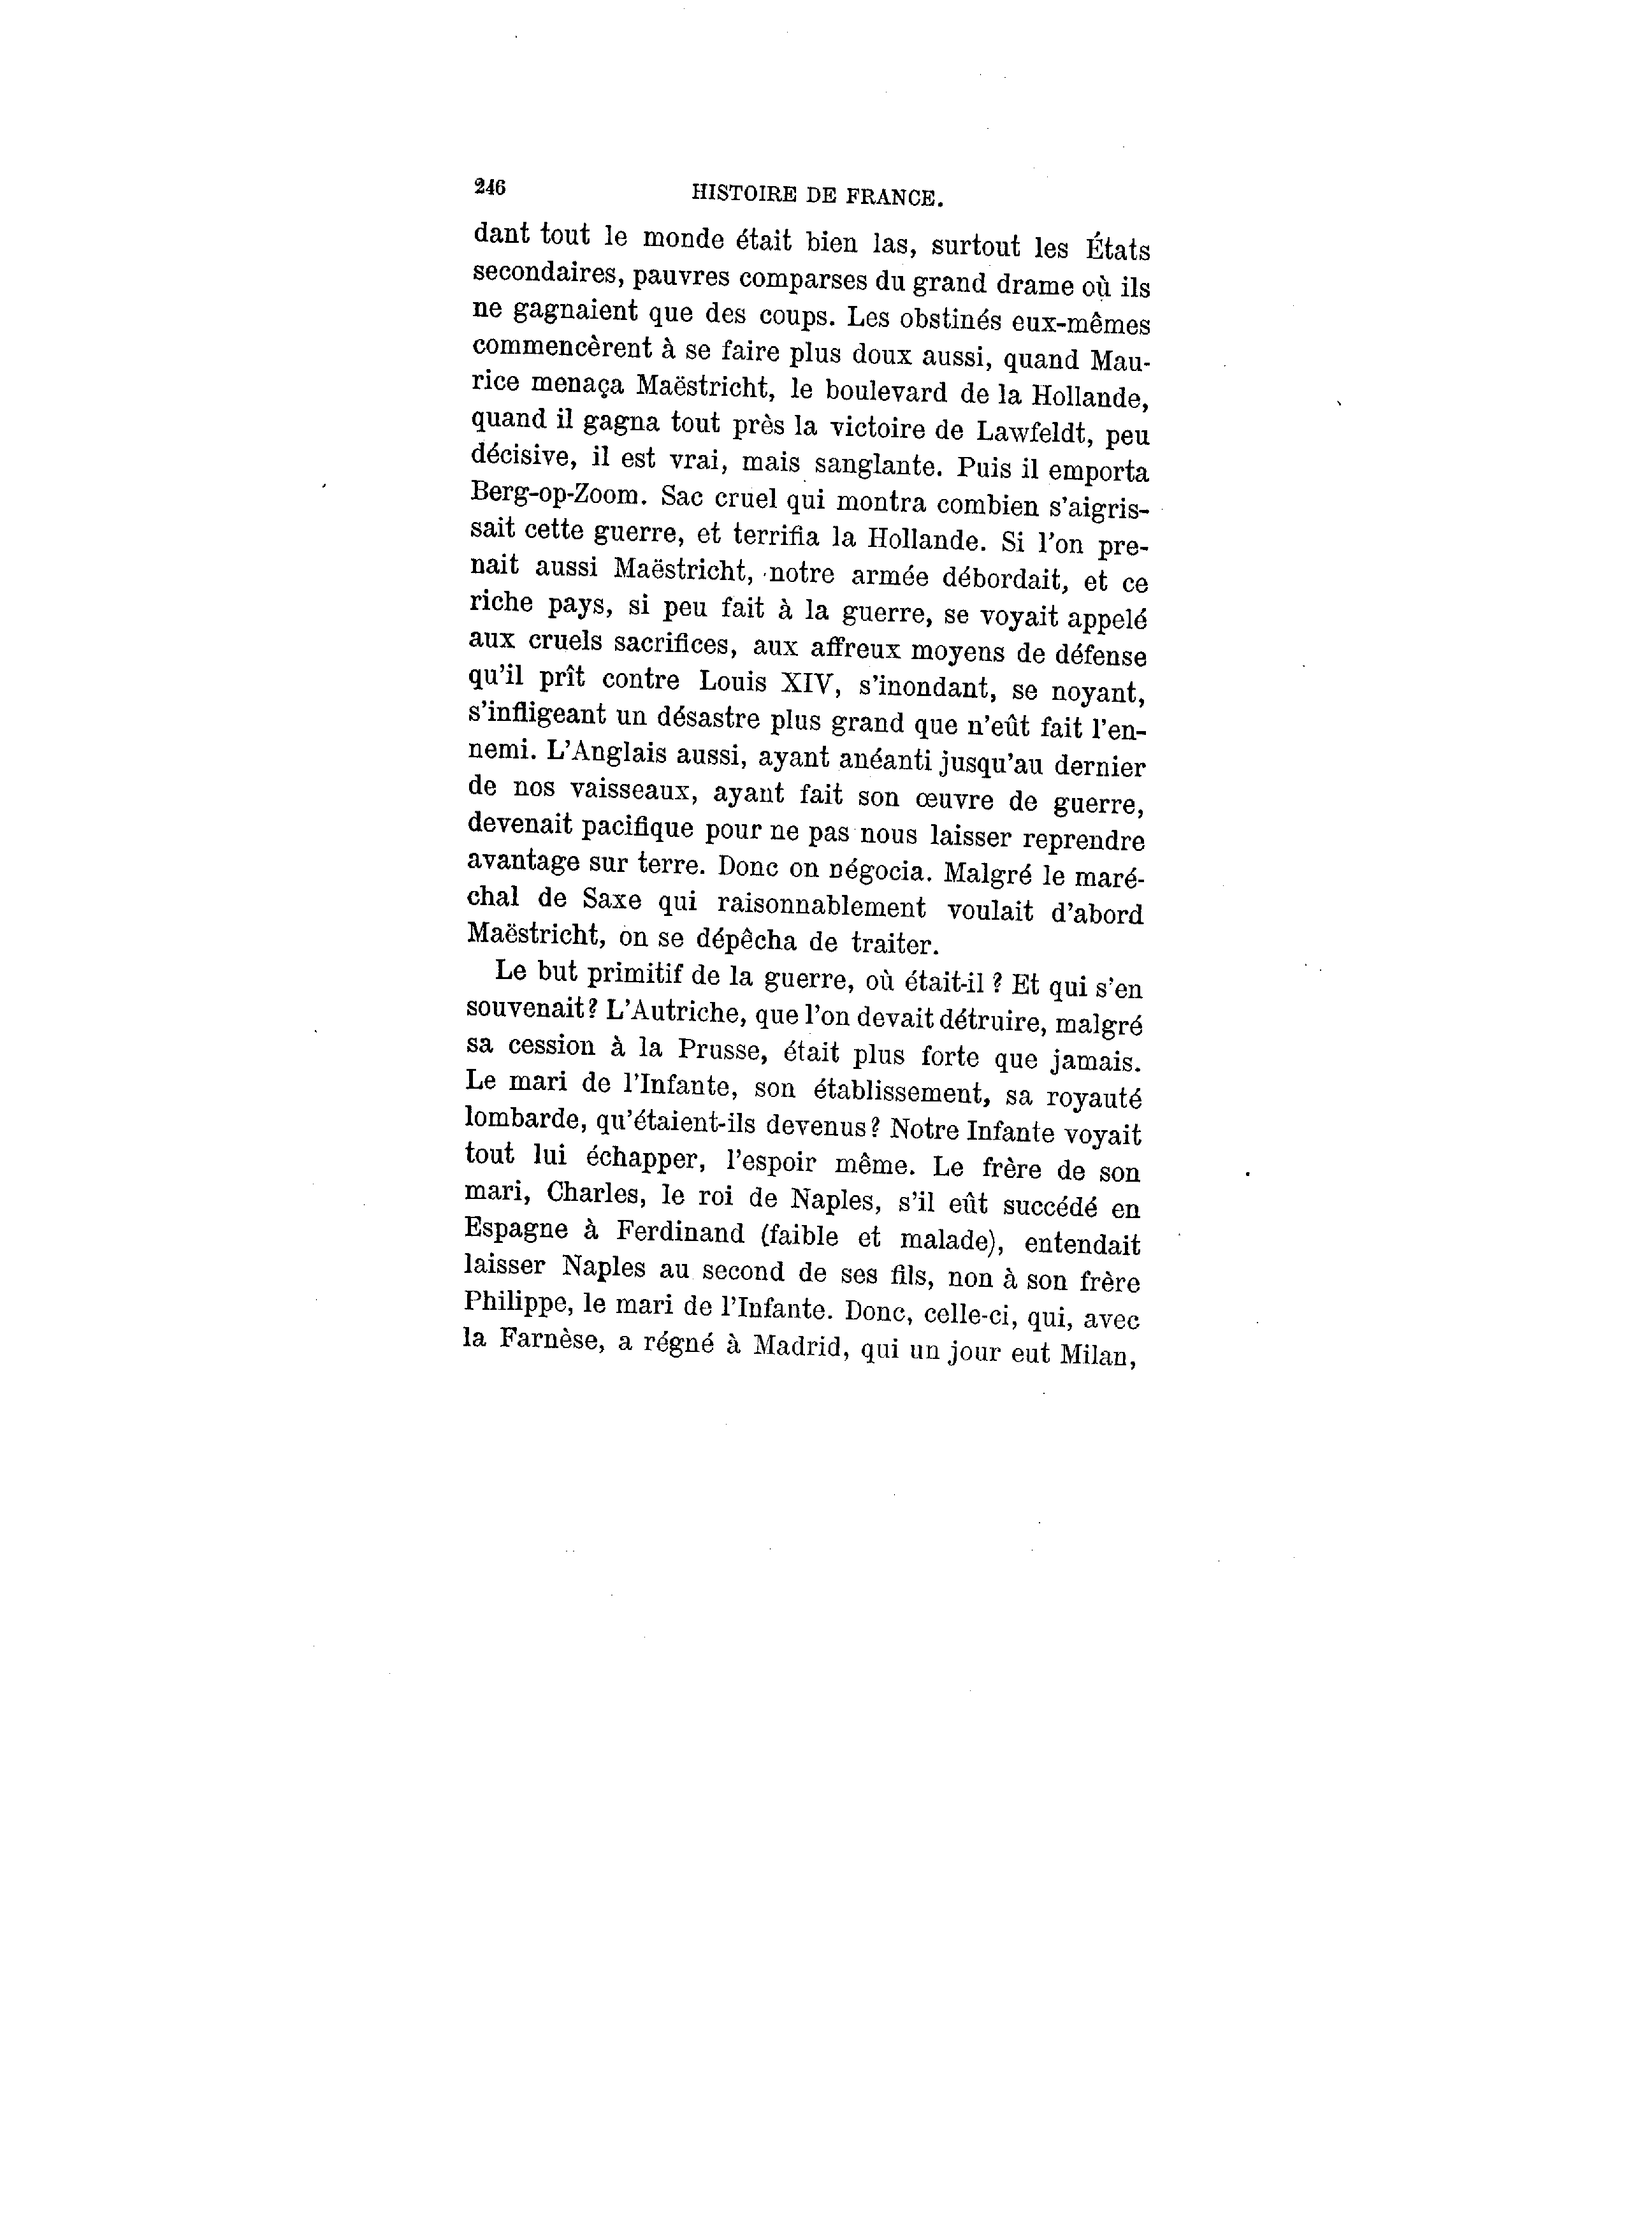 246
HISTOIRE DE FRANCE.
dant tout le monde était bien las, surtout les États
secondaires, pauvres comparses du grand drame où ils
ne gagnaient que des coups. Les obstinés eux-mêmes
commencèrent à se faire plus doux aussi, quand Mau-
rice menaça Maëstricht, le boulevard de la Hollande,
quand il gagna tout près la victoire de Lawfeldt, peu
décisive, il est vrai, mais sanglante. Puis il emporta
Berg-op-Zoom. Sac cruel qui montra combien s'aigris-
sait cette guerre, et terrifia la Hollande. Si l'on pre-
nait aussi Maëstricht, notre armée débordait, et ce
riche pays, si peu fait à la guerre, se voyait appelé
aux cruels sacrifices, aux affreux moyens de défense
qu'il prît contre Louis XIV, s'inondant, se noyant,
s'infligeant un désastre plus grand que n'eût fait l'en-
nemi. L'Anglais aussi, ayant anéanti jusqu'au dernier
de nos vaisseaux, ayant fait son œuvre de guerre,
devenait pacifique pour ne pas nous laisser reprendre
avantage sur terre. Donc on négocia. Malgré le maré-
chal de Saxe qui raisonnablement voulait d'abord
Maëstricht, on se dépêcha de traiter.
Le but primitif de la guerre, où était-il ? Et qui s'en
souvenait? L'Autriche, que l'on devait détruire, malgré
sa cession à la Prusse, était plus forte que jamais.
Le mari de l'Infante, son établissement, sa royauté
lombarde, qu'étaient-ils devenus? Notre Infante voyait
tout lui échapper, l'espoir même. Le frère de son
mari, Charles, le roi de Naples, s'il eût succédé en
Espagne à Ferdinand (faible et malade), entendait
laisser Naples au second de ses fils, non à son frère
Philippe, le mari de l'Infante. Donc, celle-ci, qui, avec
la Farnèse, a régné à Madrid, qui un jour eut Milan,